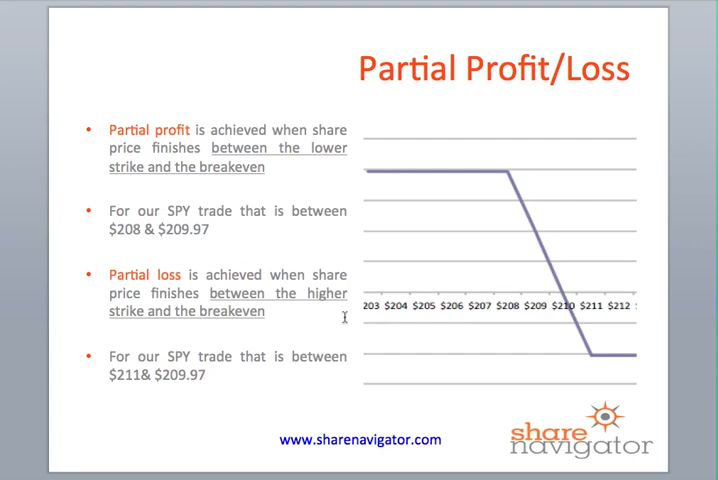 Partial Profit/Loss
• Partial profit is achieved when share
price finishes between the lower
strike and the breakeven
• For our SPY trade that is between
$208 & $209.97
• Partial loss is achieved when share
price finishes between the higher
strike and the breakeven
• For our SPY trade that is between
$211& $209.97
203 $204 $205 $206 $207 $208 $209 $210 $211 $212
www.sharenavigator.com
share
navigator